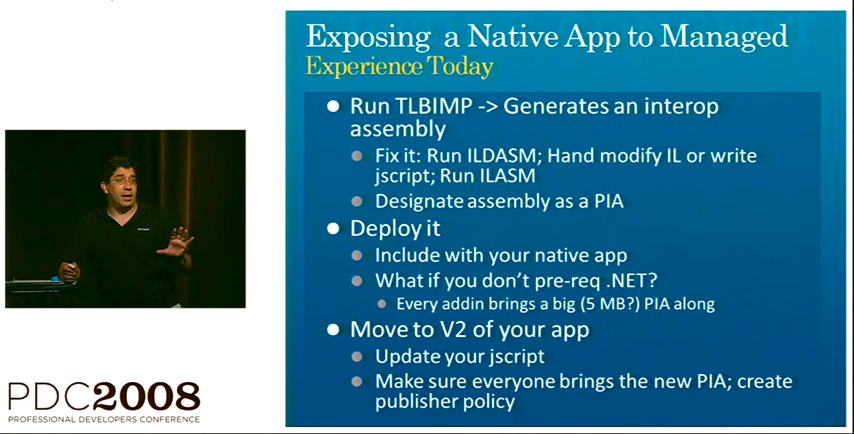 Exposing a Native App to Managed
Experience Today
Run TLBIMP -> Generates an interop
assembly
Fix it: Run ILDASM; Hand modify IL or write
jscript; Run ILASM
Designate assembly as a PIA
Deploy it
Include with your native app
What if you don't pre-req .NET?
Every addin brings a big (5 MB?) PIA along
Move to V2 of your app
Update your jscript
Make sure everyone brings the new PIA; create
publisher policy
PDC2008
PROFESSIONAL DEVELOPERS CONFERENCE